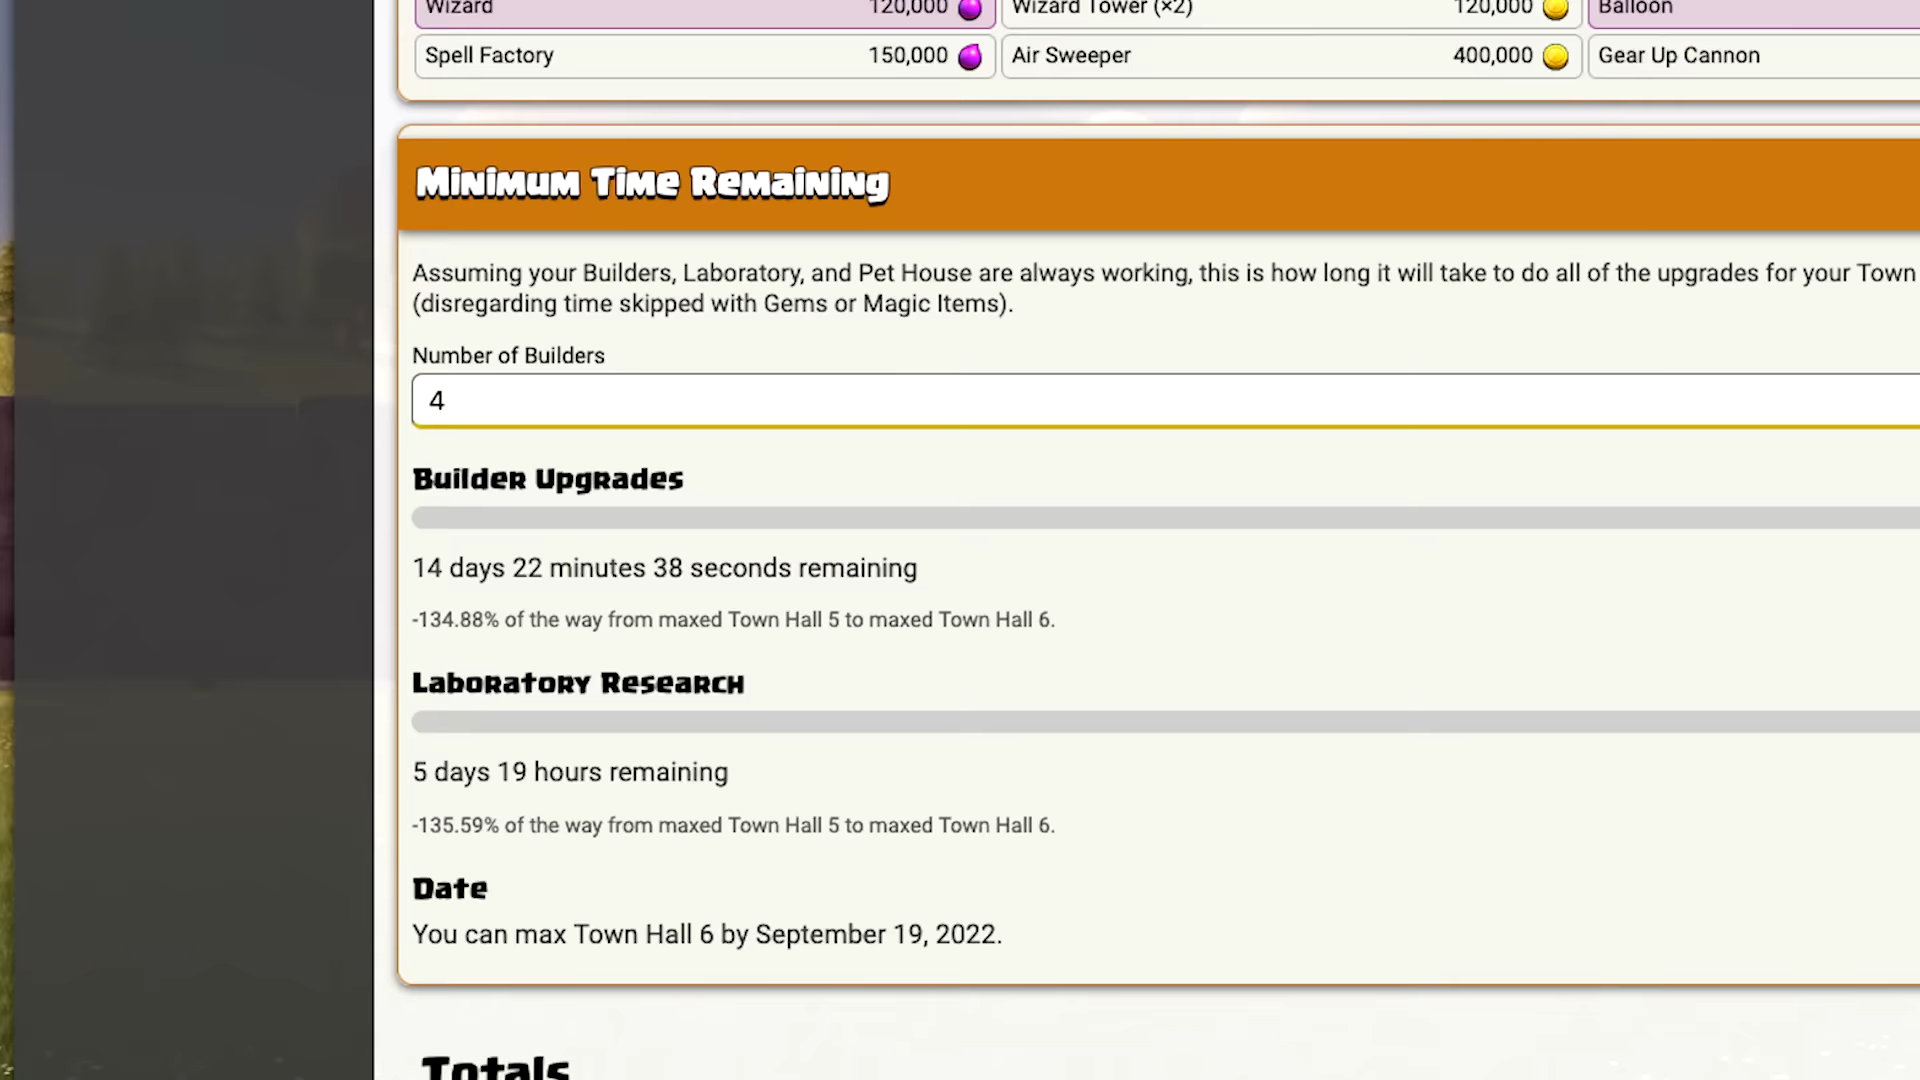 Wizard 120,000 Wizard Tower (×2) 120,000 Balloon
Spell Factory 150,000 Air Sweeper 400,000 Gear Up Cannon
Minimum Time Remaining
Assuming your Builders, Laboratory, and Pet House are always working, this is how long it will take to do all of the upgrades for your Town
(disregarding time skipped with Gems or Magic Items).
Number of Builders
4
Builder Upgrades
14 days 22 minutes 38 seconds remaining
-134.88% of the way from maxed Town Hall 5 to maxed Town Hall 6.
Laboratory Research
5 days 19 hours remaining
-135.59% of the way from maxed Town Hall 5 to maxed Town Hall 6.
Date
You can max Town Hall 6 by September 19, 2022.
Totals